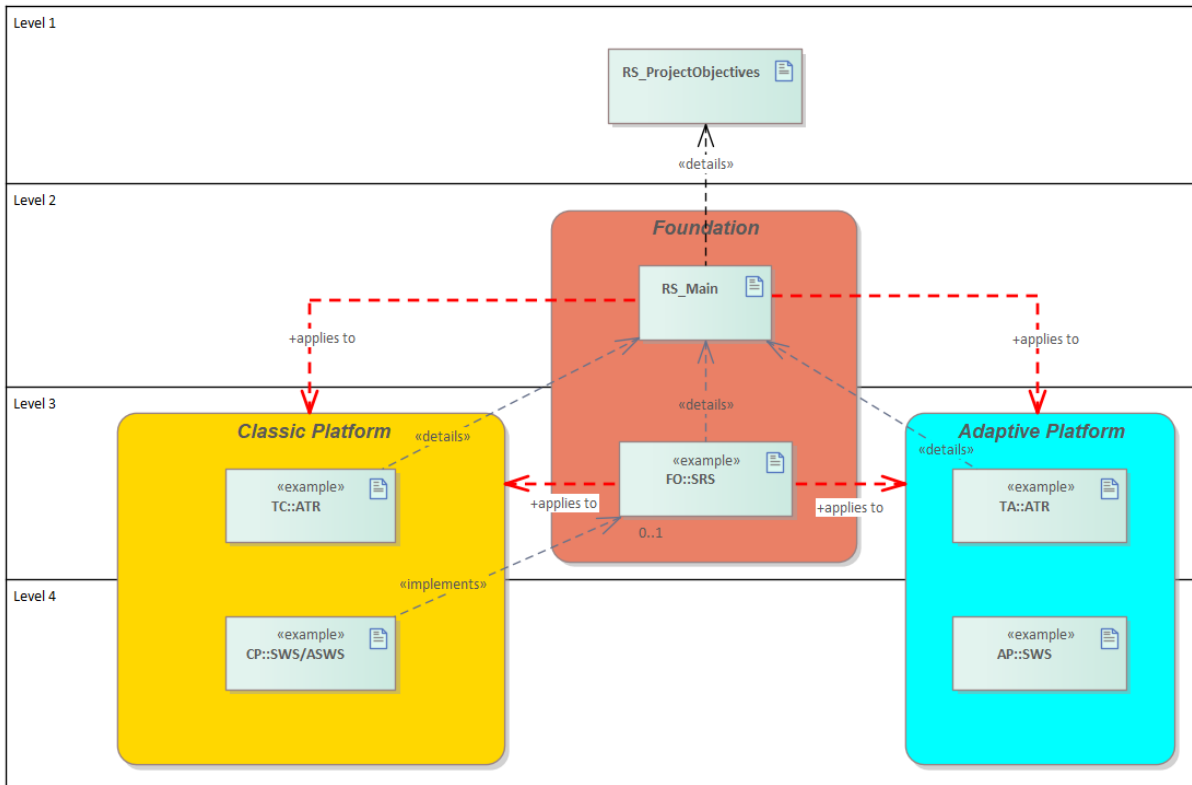 Level 1
RS_ProjectObjectives
«details»
Level 2
Foundation
RS_Main
+applies to
+applies to
Level 3
«details»
Classic Platform
Adaptive Platform
«details»
«details»
«example»
FO::SRS
«example»
TC::ATR
«example»
TA::ATR
+applies to
+applies to
0..1
«implements»
Level 4
«example»
CP::SWS/ASWS
«example»
AP::SWS